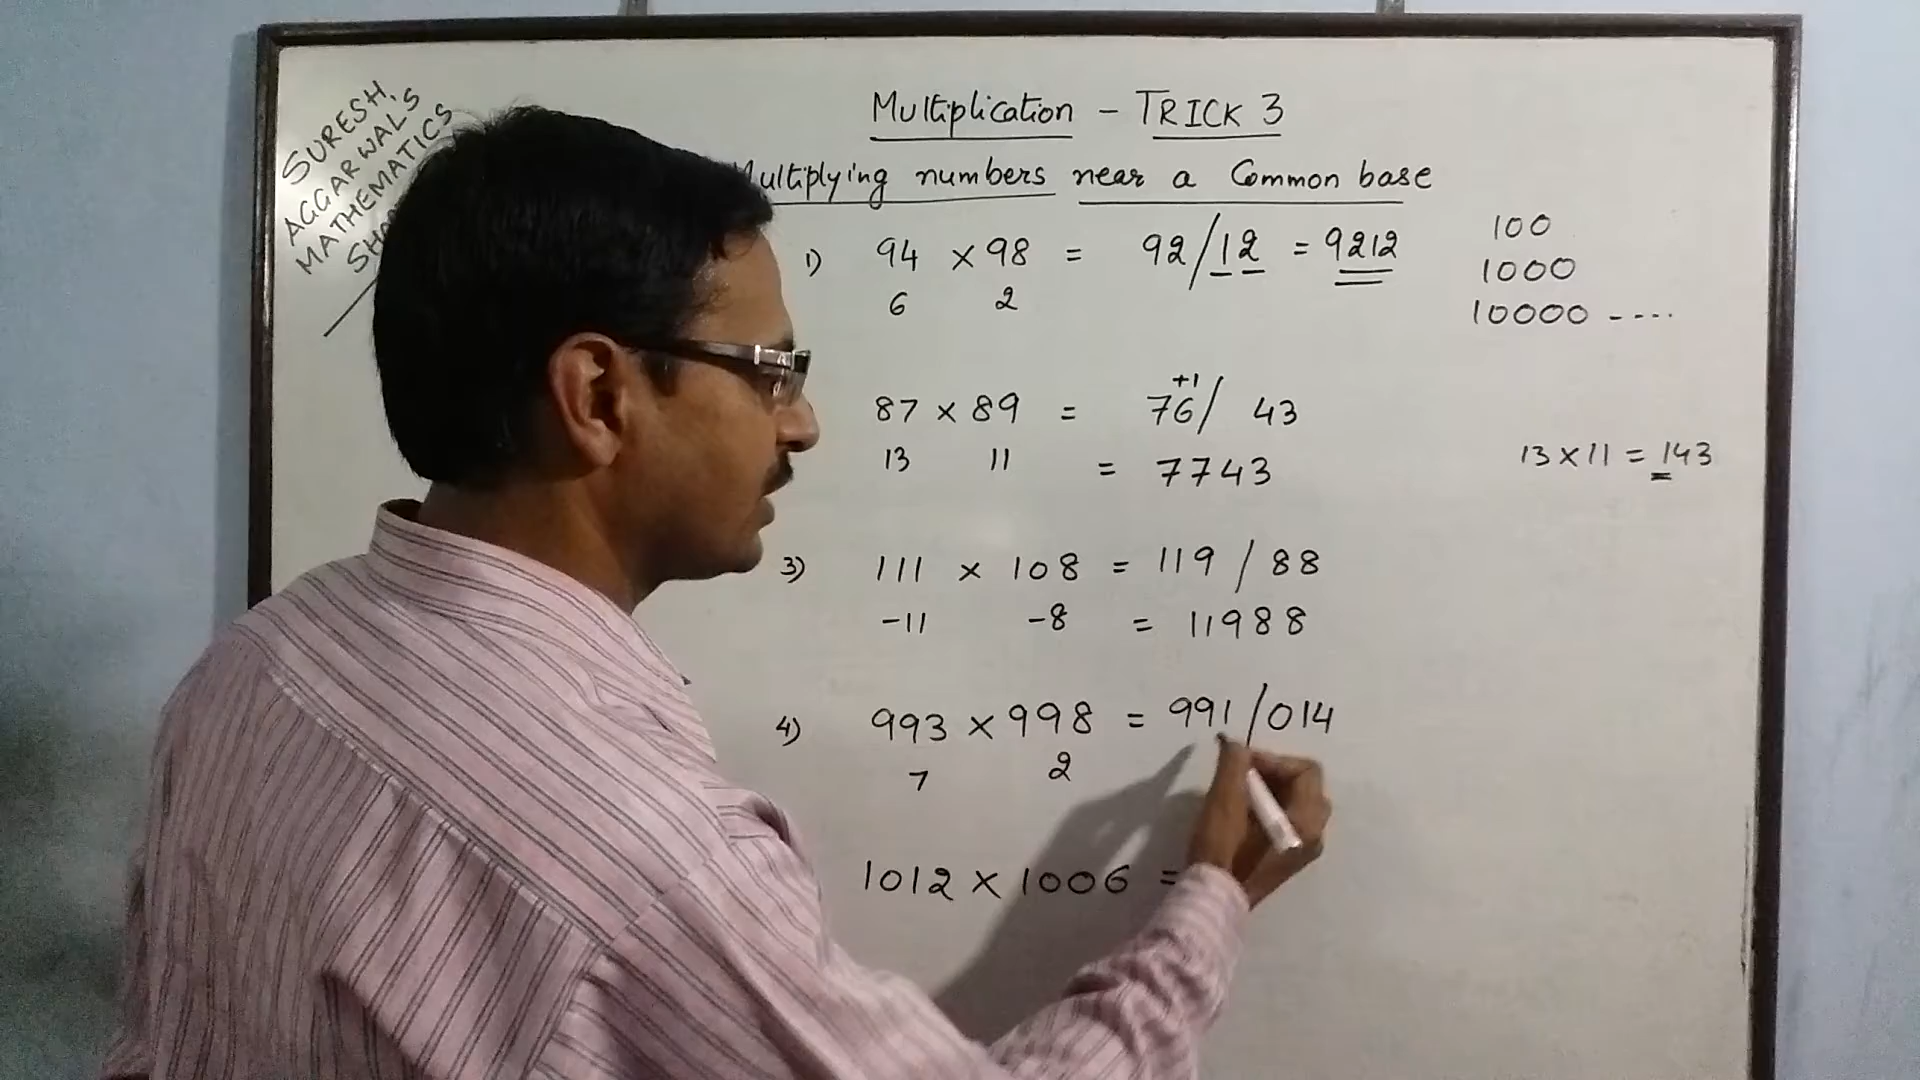 SURESH
AGGARWAL'S
MATHEMATICS
Multiplication – TRICK 3
Multiplying numbers near a Common base
1) 94 × 98 = 92/12 = 9212
6 2
100
1000
10000 ----
+1
87 × 89 = 76/ 43
13 11 = 7743
13 × 11 = 143
3) 111 × 108 = 119 / 88
-11 -8 = 11988
4) 993 × 998 = 991/014
7 2
1012 × 1006 =